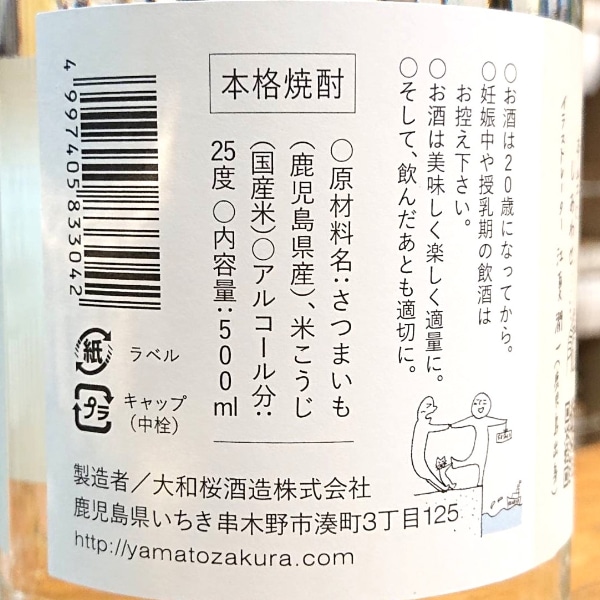 ○お酒は20歳になってから。
○妊娠中や授乳期の飲酒は
お控え下さい。
○お酒は美味しく楽しく適量に。
○そして、飲んだあとも適切に。
本格焼酎
○原材料名:さつまいも
(鹿児島県産)、米こうじ
(国産米)○アルコール分:
25度 ○内容量:500ml
4997405833042
紙
ラベル
プラ
キャップ
(中栓)
製造者/大和桜酒造株式会社
鹿児島県いちき串木野市湊町3丁目125
http://yamatozakura.com/